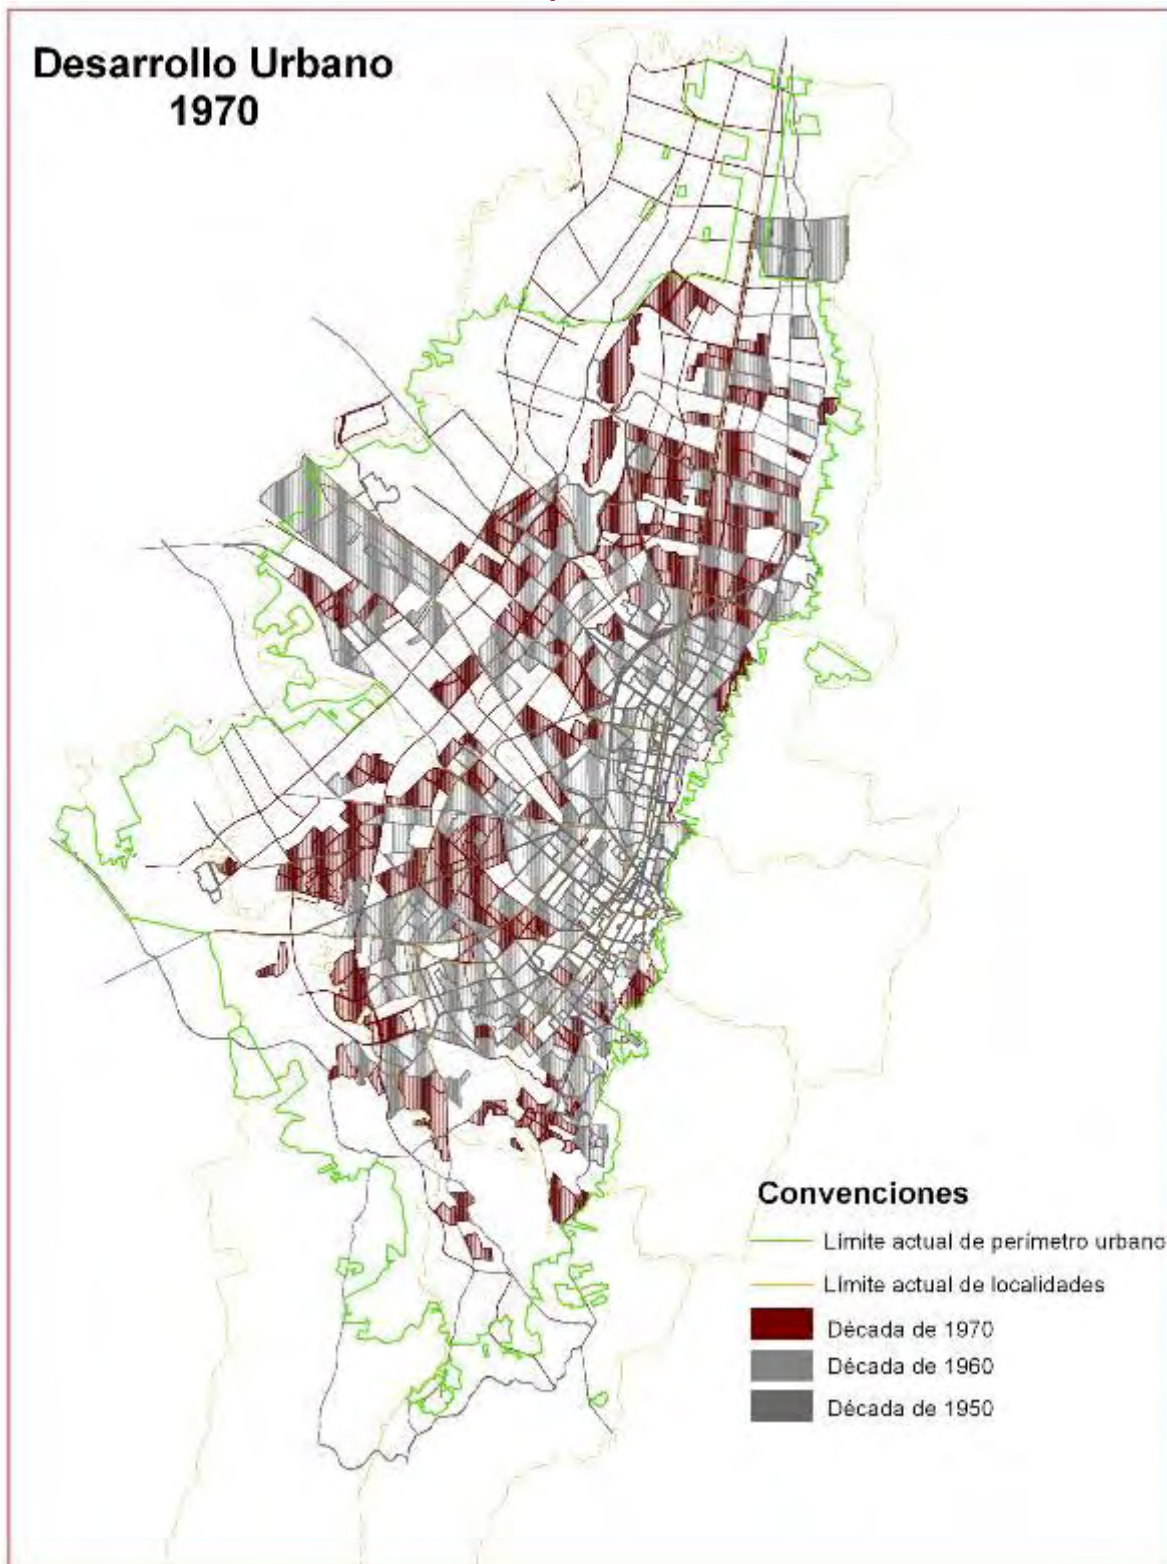 Desarrollo Urbano
1970
Convenciones
Límite actual de perímetro urbano
Límite actual de localidades
Década de 1970
Década de 1960
Década de 1950